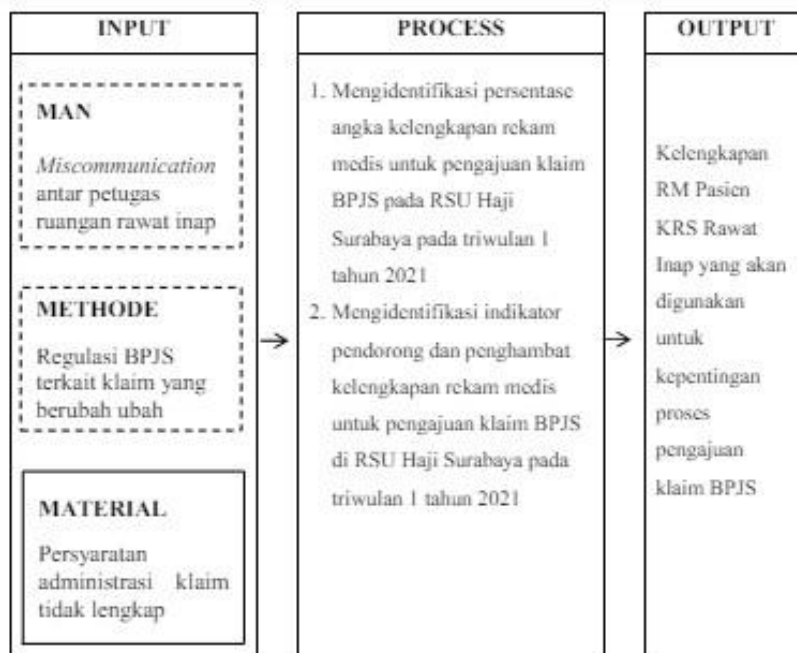 INPUT
MAN
Miscommunication
antar petugas
ruangan rawat inap
METHODE
Regulasi BPJS
terkait klaim yang
berubah ubah
MATERIAL
Persyaratan
administrasi klaim
tidak lengkap
PROCESS
1. Mengidentifikasi persentase
angka kelengkapan rekam
medis untuk pengajuan klaim
BPJS pada RSU Haji
Surabaya pada triwulan 1
tahun 2021
2. Mengidentifikasi indikator
pendorong dan penghambat
kelengkapan rekam medis
untuk pengajuan klaim BPJS
di RSU Haji Surabaya pada
triwulan 1 tahun 2021
OUTPUT
Kelengkapan
RM Pasien
KRS Rawat
Inap yang akan
digunakan
untuk
kepentingan
proses
pengajuan
klaim BPJS